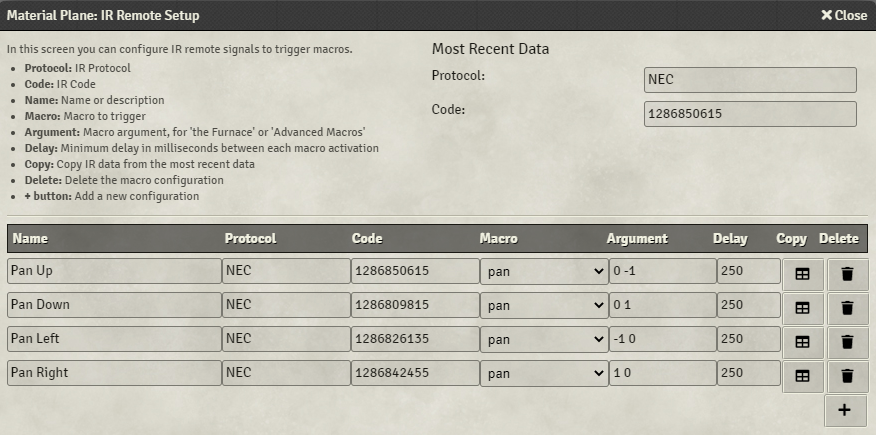 Material Plane: IR Remote Setup
Close
In this screen you can configure IR remote signals to trigger macros.
Protocol: IR Protocol
Code: IR Code
Name: Name or description
Macro: Macro to trigger
Argument: Macro argument, for 'the Furnace' or 'Advanced Macros'
Delay: Minimum delay in milliseconds between each macro activation
Copy: Copy IR data from the most recent data
Delete: Delete the macro configuration
+ button: Add a new configuration
Most Recent Data
Protocol: NEC
Code: 1286850615
Name Protocol Code Macro Argument Delay Copy Delete
Pan Up NEC 1286850615 pan 0 -1 250
Pan Down NEC 1286809815 pan 0 1 250
Pan Left NEC 1286826135 pan -1 0 250
Pan Right NEC 1286842455 pan 1 0 250
+